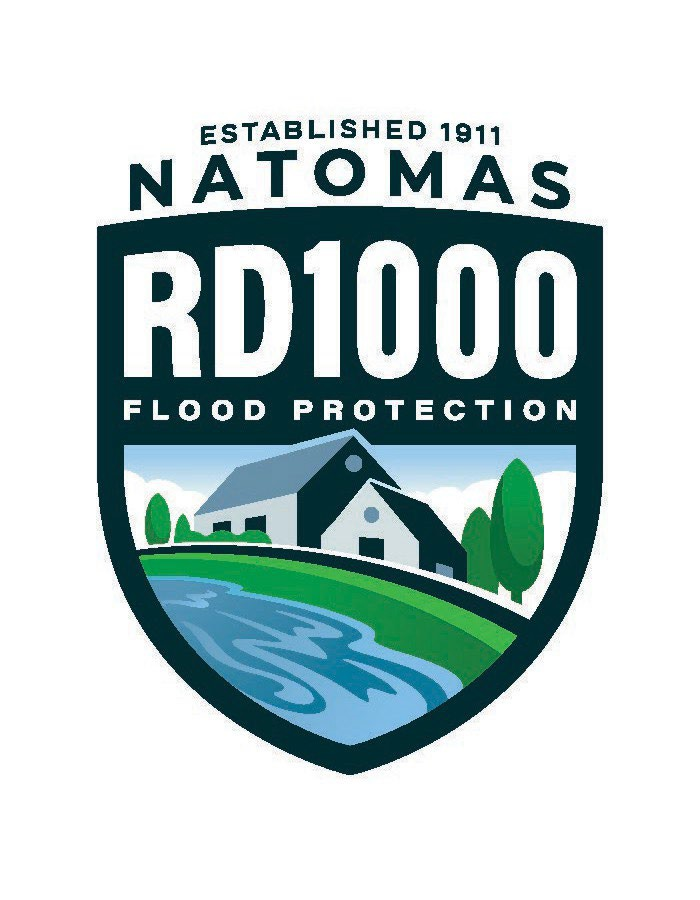 ESTABLISHED 1911
NATOMAS
RD1000
FLOOD PROTECTION